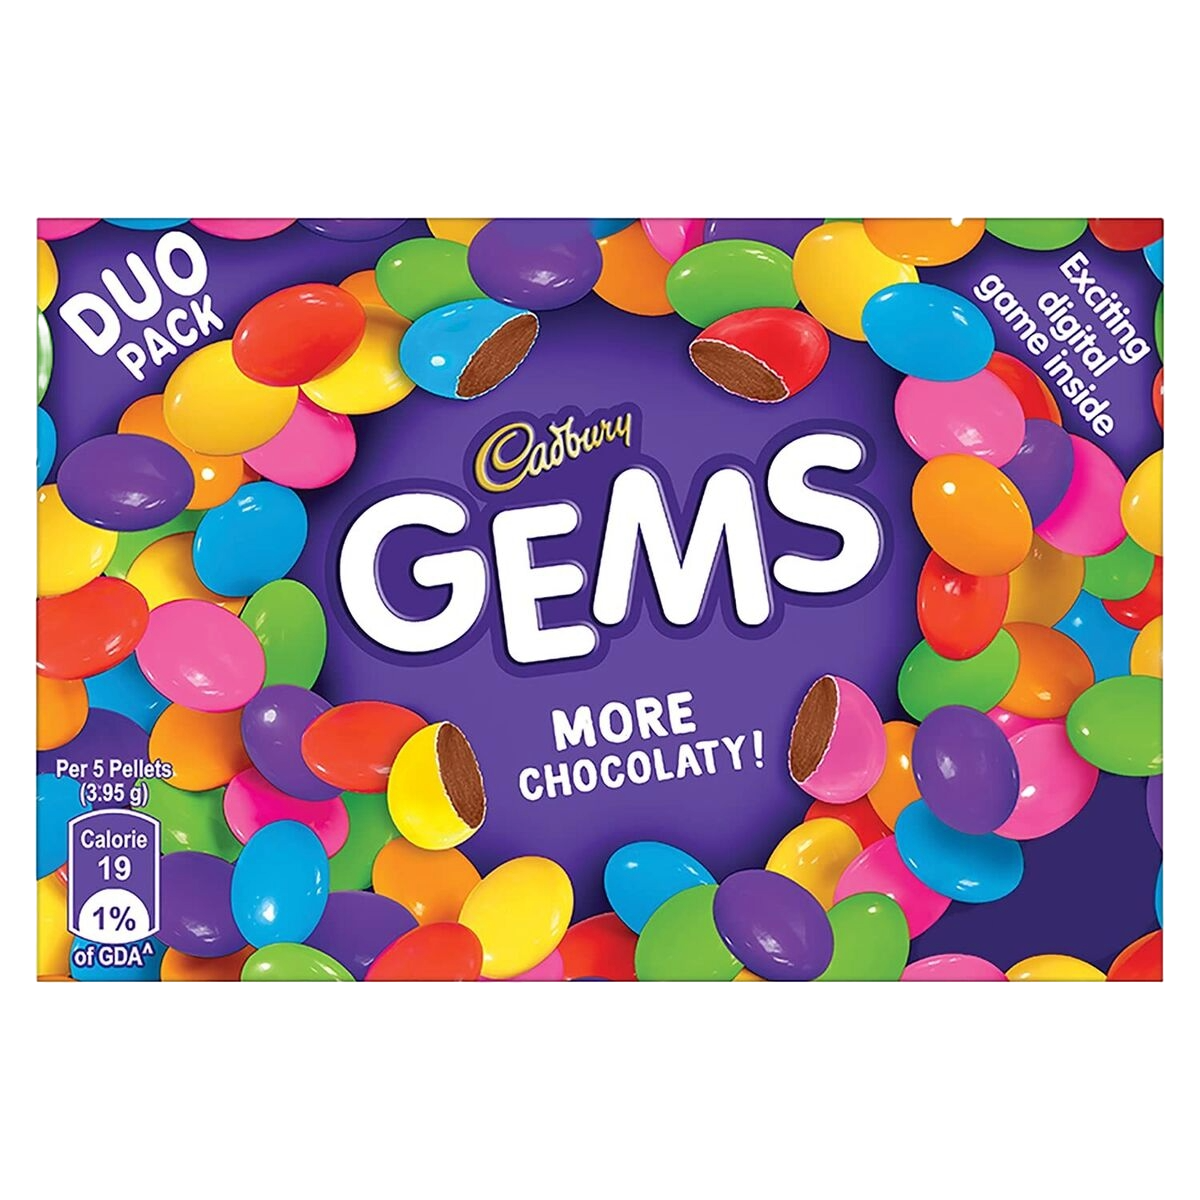 DUO
PACK
Exciting
digital
game inside
Cadbury
GEMS
MORE
CHOCOLATY!
Per 5 Pellets
(3.95 g)
Calorie
19
1%
of GDA^